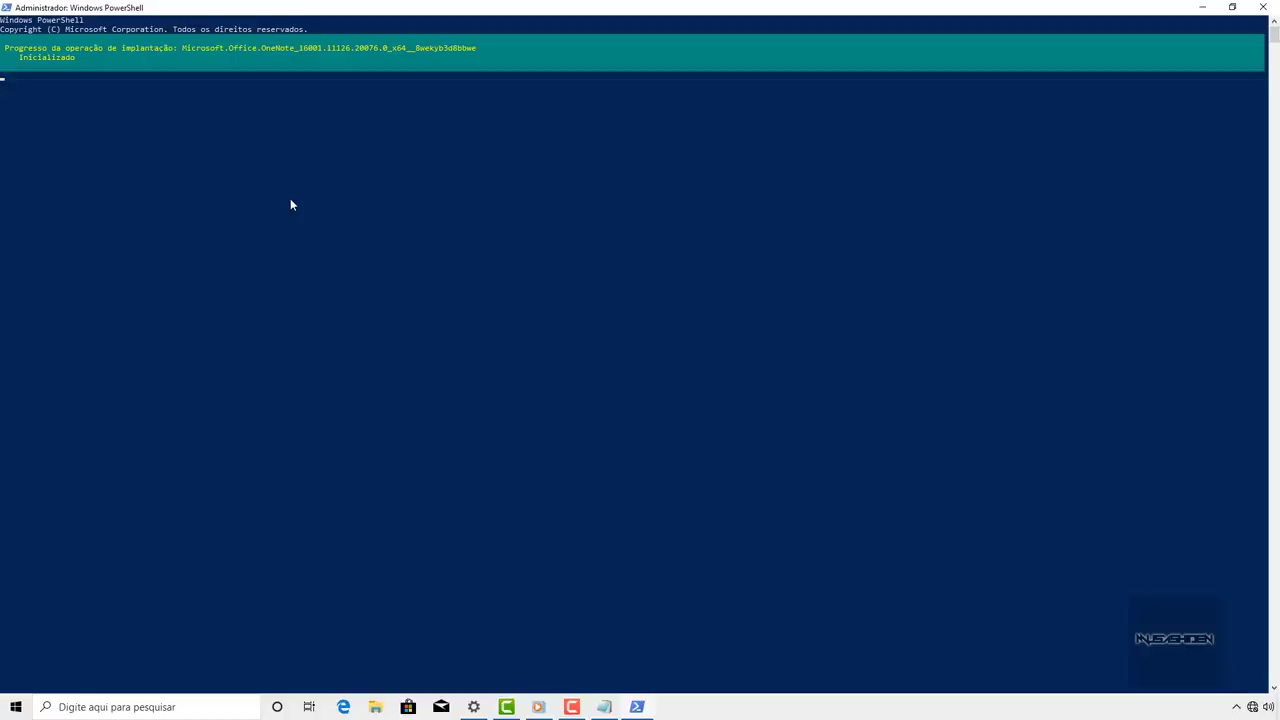 Administrador: Windows PowerShell
Windows PowerShell
Copyright (C) Microsoft Corporation. Todos os direitos reservados.
Progresso da operação de implantação: Microsoft.Office.OneNote_16001.11126.20076.0_x64__8wekyb3d8bbwe
Inicializado
Digite aqui para pesquisar